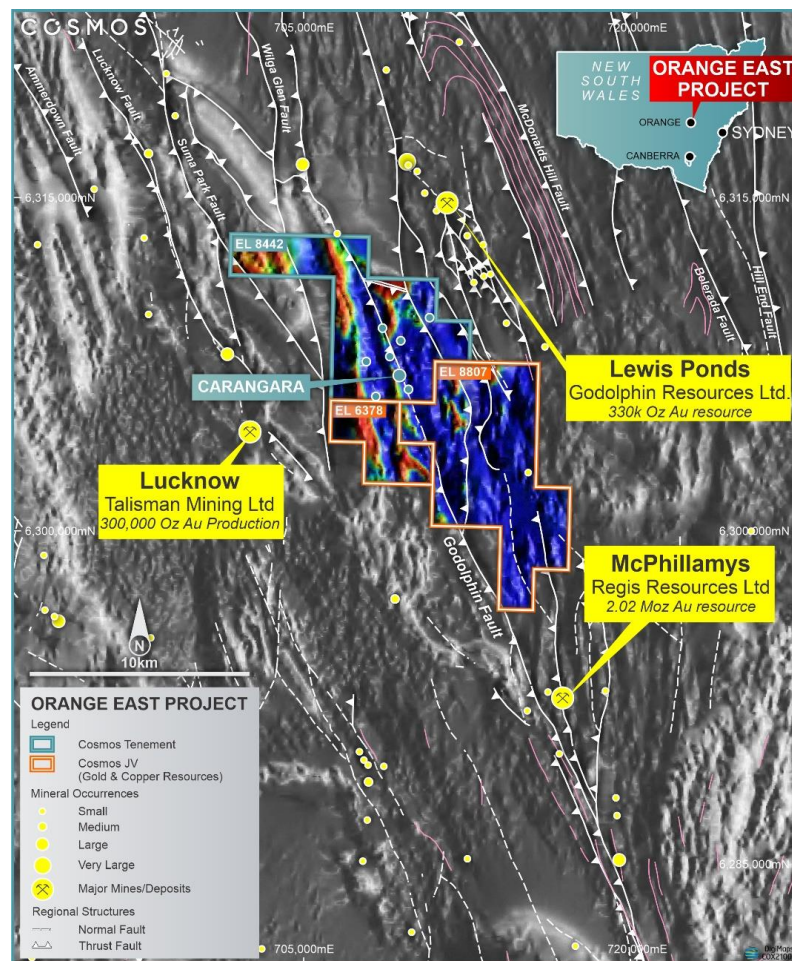 COSMOS
705,000mE
720,000mE
NEW
SOUTH
WALES
ORANGE EAST
PROJECT
ORANGE
SYDNEY
CANBERRA
Ammerdown Fault
Lucknow Fault
Suma Park Fault
Wilga Glen Fault
McDonalds Hill Fault
Belerada Fault
Hill End Fault
6,315,000mN
6,315,000mN
EL 8442
CARANGARA
EL 6378
EL 8807
Lewis Ponds
Godolphin Resources Ltd.
330k Oz Au resource
Lucknow
Talisman Mining Ltd
300,000 Oz Au Production
6,300,000mN
6,300,000mN
Godolphin Fault
McPhillamys
Regis Resources Ltd
2.02 Moz Au resource
N
10km
ORANGE EAST PROJECT
Legend
Cosmos Tenement
Cosmos JV
(Gold & Copper Resources)
Mineral Occurrences
Small
Medium
Large
Very Large
Major Mines/Deposits
Regional Structures
Normal Fault
Thrust Fault
6,285,000mN
705,000mE
720,000mE